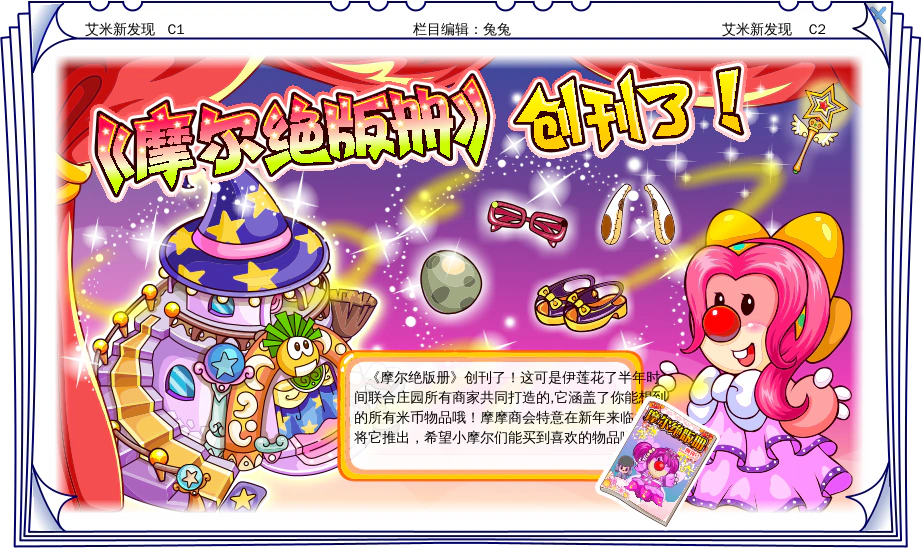 艾米新发现 C1
栏目编辑：兔兔
艾米新发现 C2
《摩尔绝版册》创刊了！
《摩尔绝版册》创刊了！这可是伊莲花了半年时
间联合庄园所有商家共同打造的,它涵盖了你能想到
的所有米币物品哦！摩摩商会特意在新年来临
将它推出，希望小摩尔们能买到喜欢的物品
摩尔绝版册